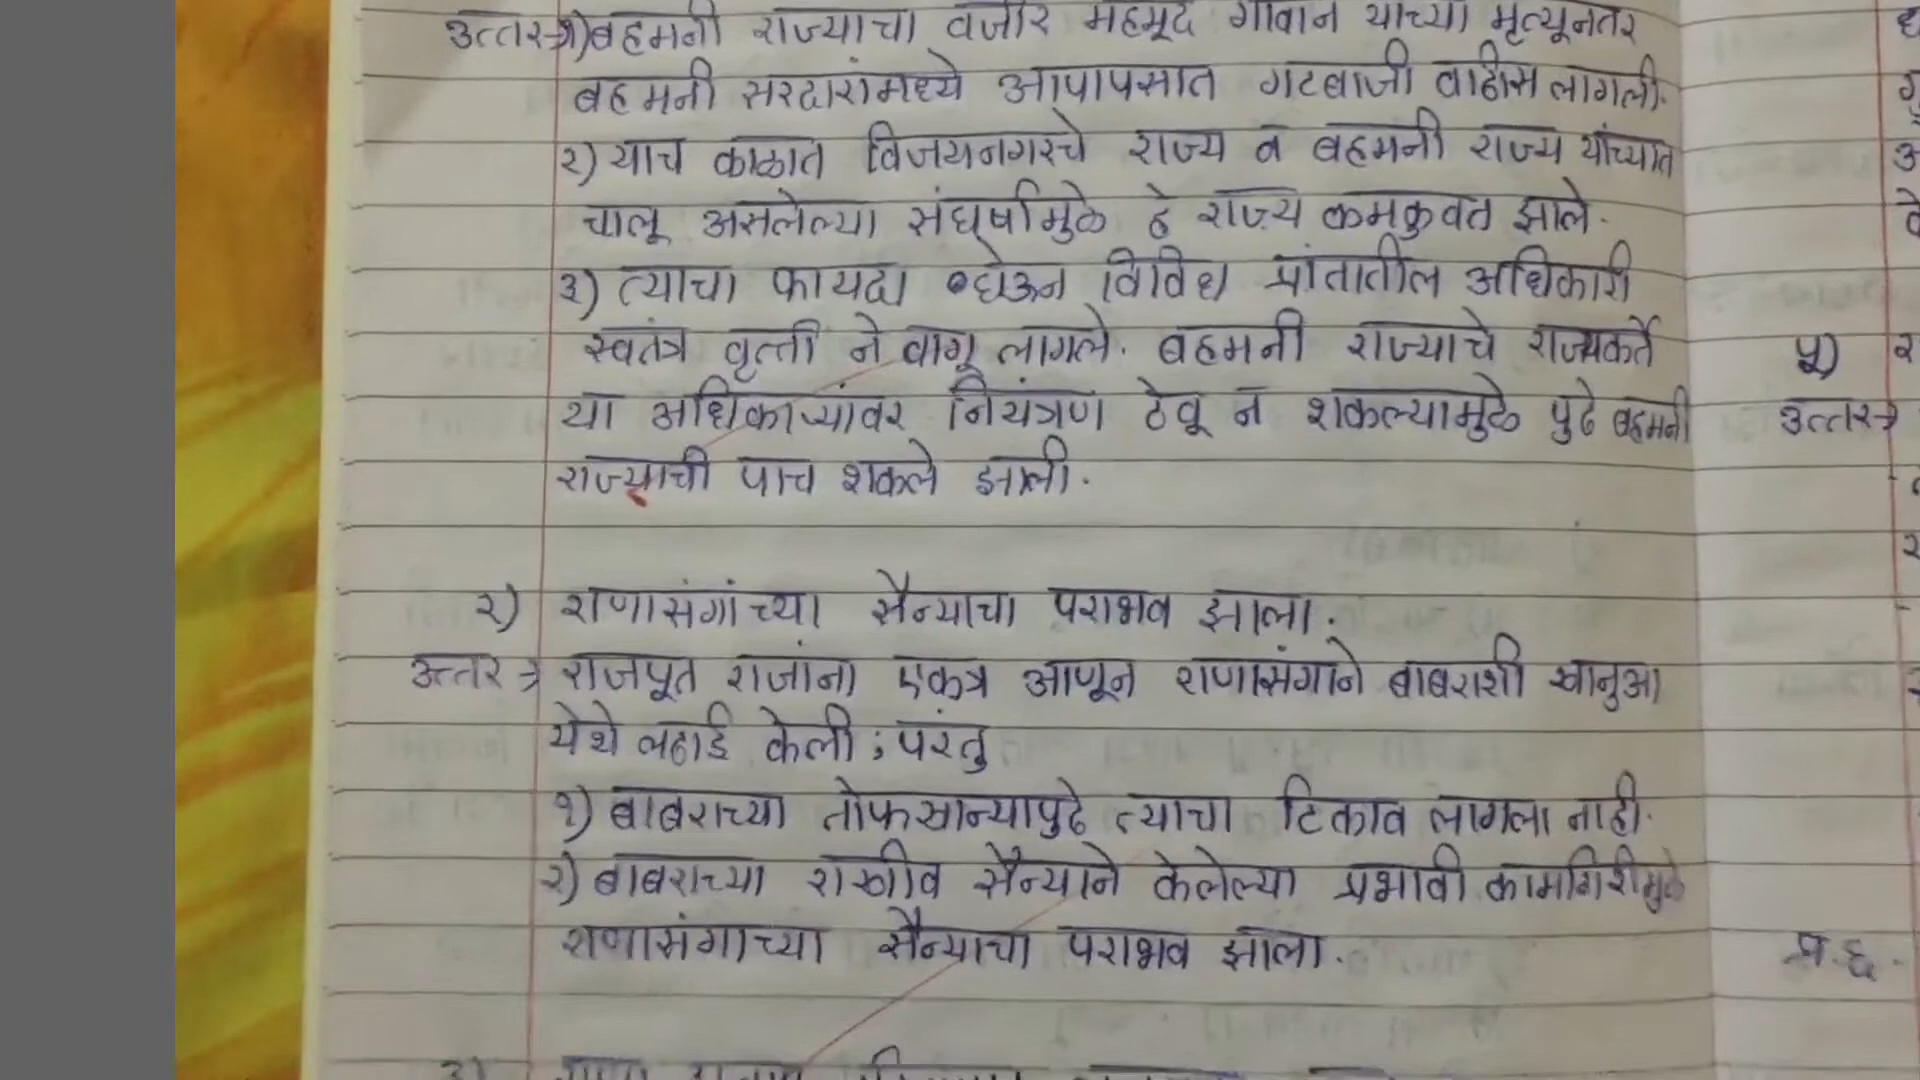 उत्तर→१)बहमनी राज्याचा वजीर महमूद गावान याच्या मृत्यूनंतर
बहमनी सरदारांमध्ये आपापसात गटबाजी वाढीस लागली.
२) याच काळात विजयनगरचे राज्य व बहमनी राज्य यांच्यात
चालू असलेल्या संघर्षामुळे हे राज्य कमकुवत झाले.
३) त्याचा फायदा घेऊन विविध प्रांतातील अधिकारी
स्वतंत्र वृत्ती ने वागू लागले. बहमनी राज्याचे राज्यकर्ते
या अधिकाऱ्यांवर नियंत्रण ठेवू न शकल्यामुळे पुढे बहमनी
राज्याची पाच शकले झाली.
२) राणासंगांच्या सैन्याचा पराभव झाला.
उत्तर → राजपूत राजांना एकत्र आणून राणासंगाने बाबराशी खानुआ
येथे लढाई केली; परंतु
१) बाबराच्या तोफखान्यापुढे त्याचा टिकाव लागला नाही.
२) बाबराच्या राखीव सैन्याने केलेल्या प्रभावी कामगिरीमुळे
राणासंगाच्या सैन्याचा पराभव झाला.
उत्तर→
प्र.६.